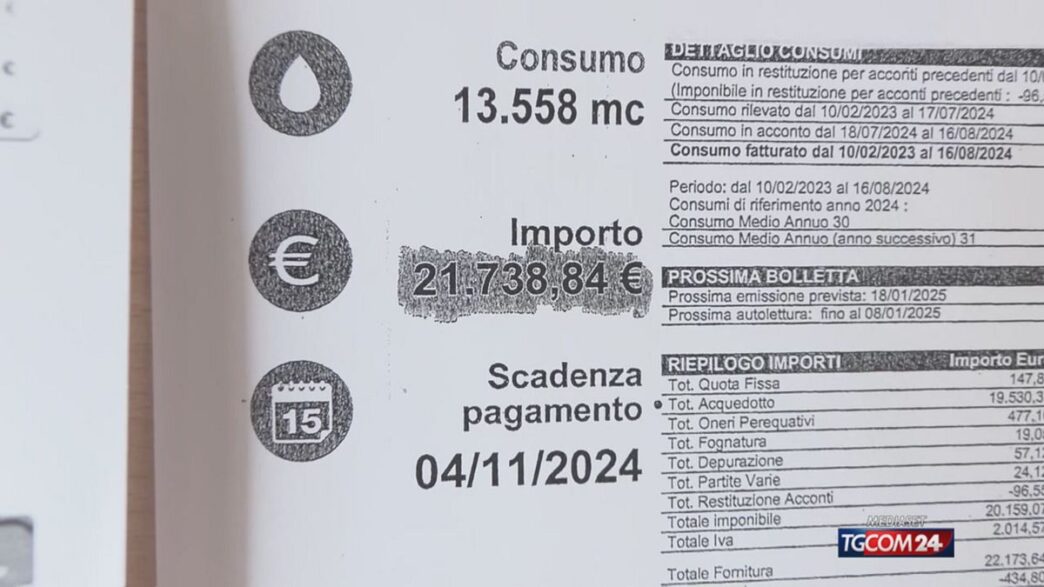 €
€
Consumo
13.558 mc
Importo
21.738,84 €
€
Scadenza
pagamento
15
04/11/2024
DETTAGLIO CONSUMI
Consumo in restituzione per acconti precedenti dal 10/0
(Imponibile in restituzione per acconti precedenti : -96,
Consumo rilevato dal 10/02/2023 al 17/07/2024
Consumo in acconto dal 18/07/2024 al 16/08/2024
Consumo fatturato dal 10/02/2023 al 16/08/2024
Periodo: dal 10/02/2023 al 16/08/2024
Consumi di riferimento anno 2024 :
Consumo Medio Annuo 30
Consumo Medio Annuo (anno successivo) 31
PROSSIMA BOLLETTA
Prossima emissione prevista: 18/01/2025
Prossima autolettura: fino al 08/01/2025
RIEPILOGO IMPORTI Importo Eur
Tot. Quota Fissa 147,8
Tot. Acquedotto 19.530,3
Tot. Oneri Perequativi 477,1
Tot. Fognatura 19,0
Tot. Depurazione 57,1
Tot. Partite Varie 24,1
Tot. Restituzione Acconti -96,5
Totale imponibile 20.159,07
Totale Iva 2.014,57
Totale Fornitura 22.173,64
-434,80
MEDIASET
TGCOM24